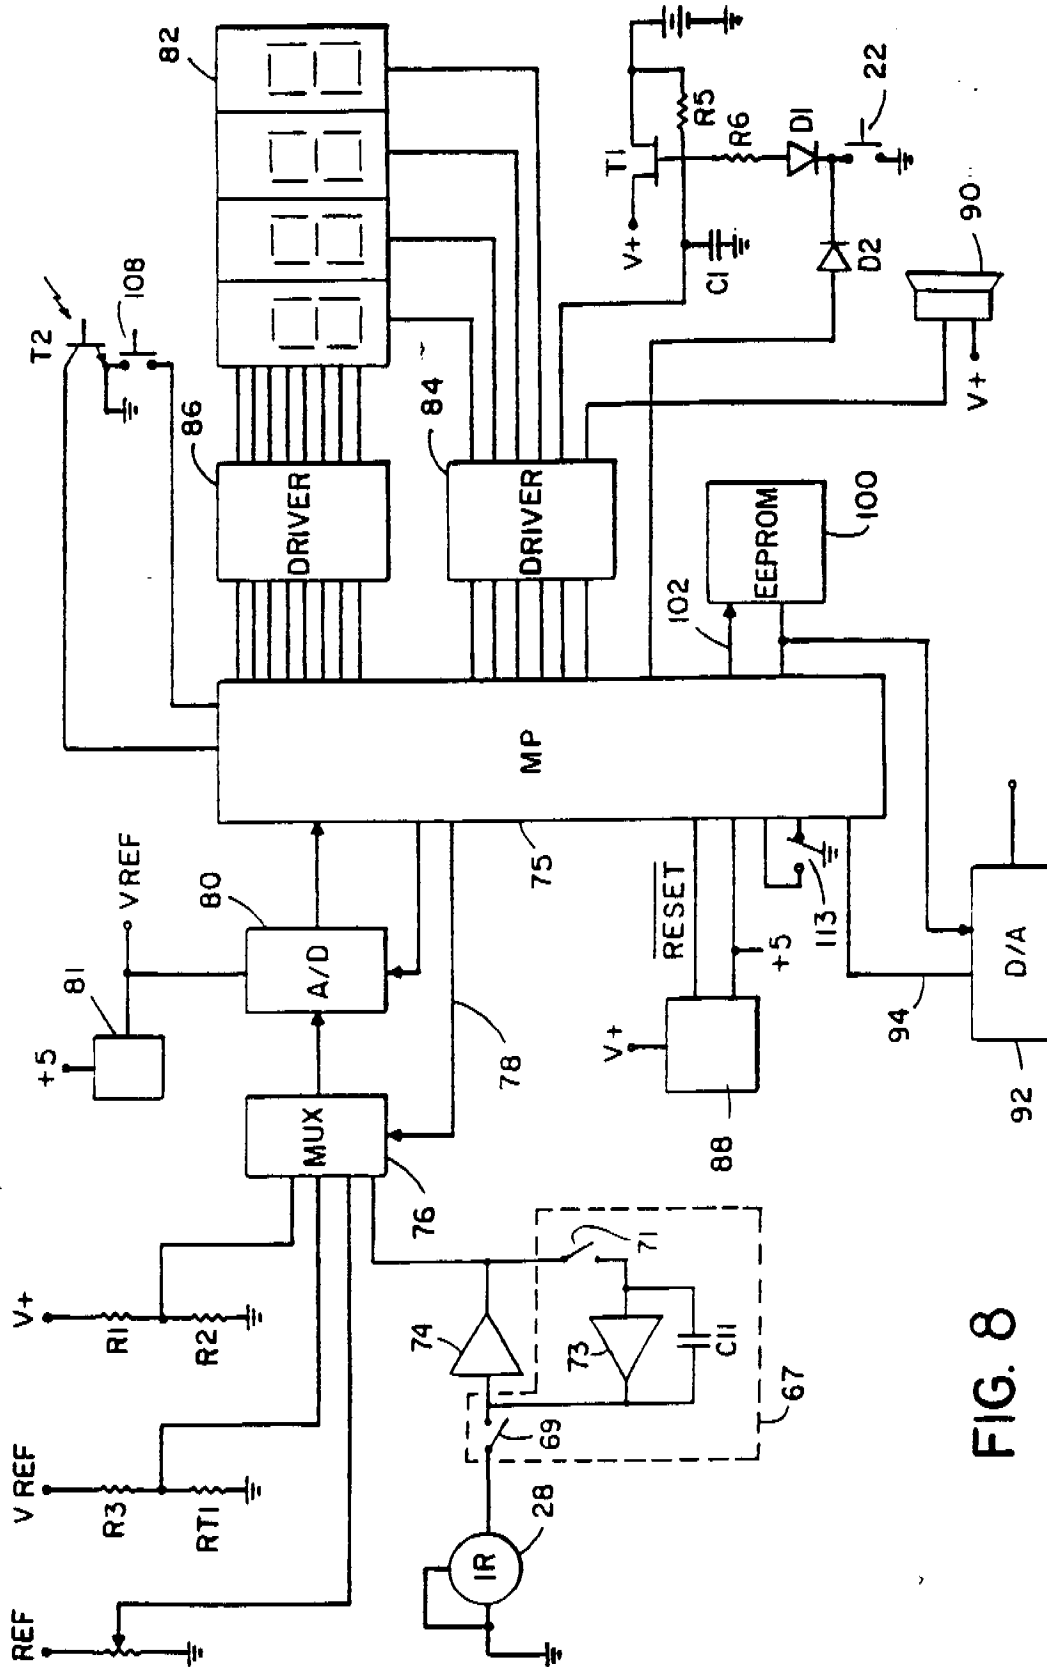 82
T2
108
86
DRIVER
84
DRIVER
V+
T1
R5
R6
C1
D1
22
D2
90
V+
EEPROM
100
102
MP
75
VREF
81
+5
80
A/D
78
MUX
76
RESET
V+
88
+5
113
94
D/A
92
V+
R1
R2
VREF
R3
RT1
REF
74
71
73
C11
69
67
IR
28
FIG. 8